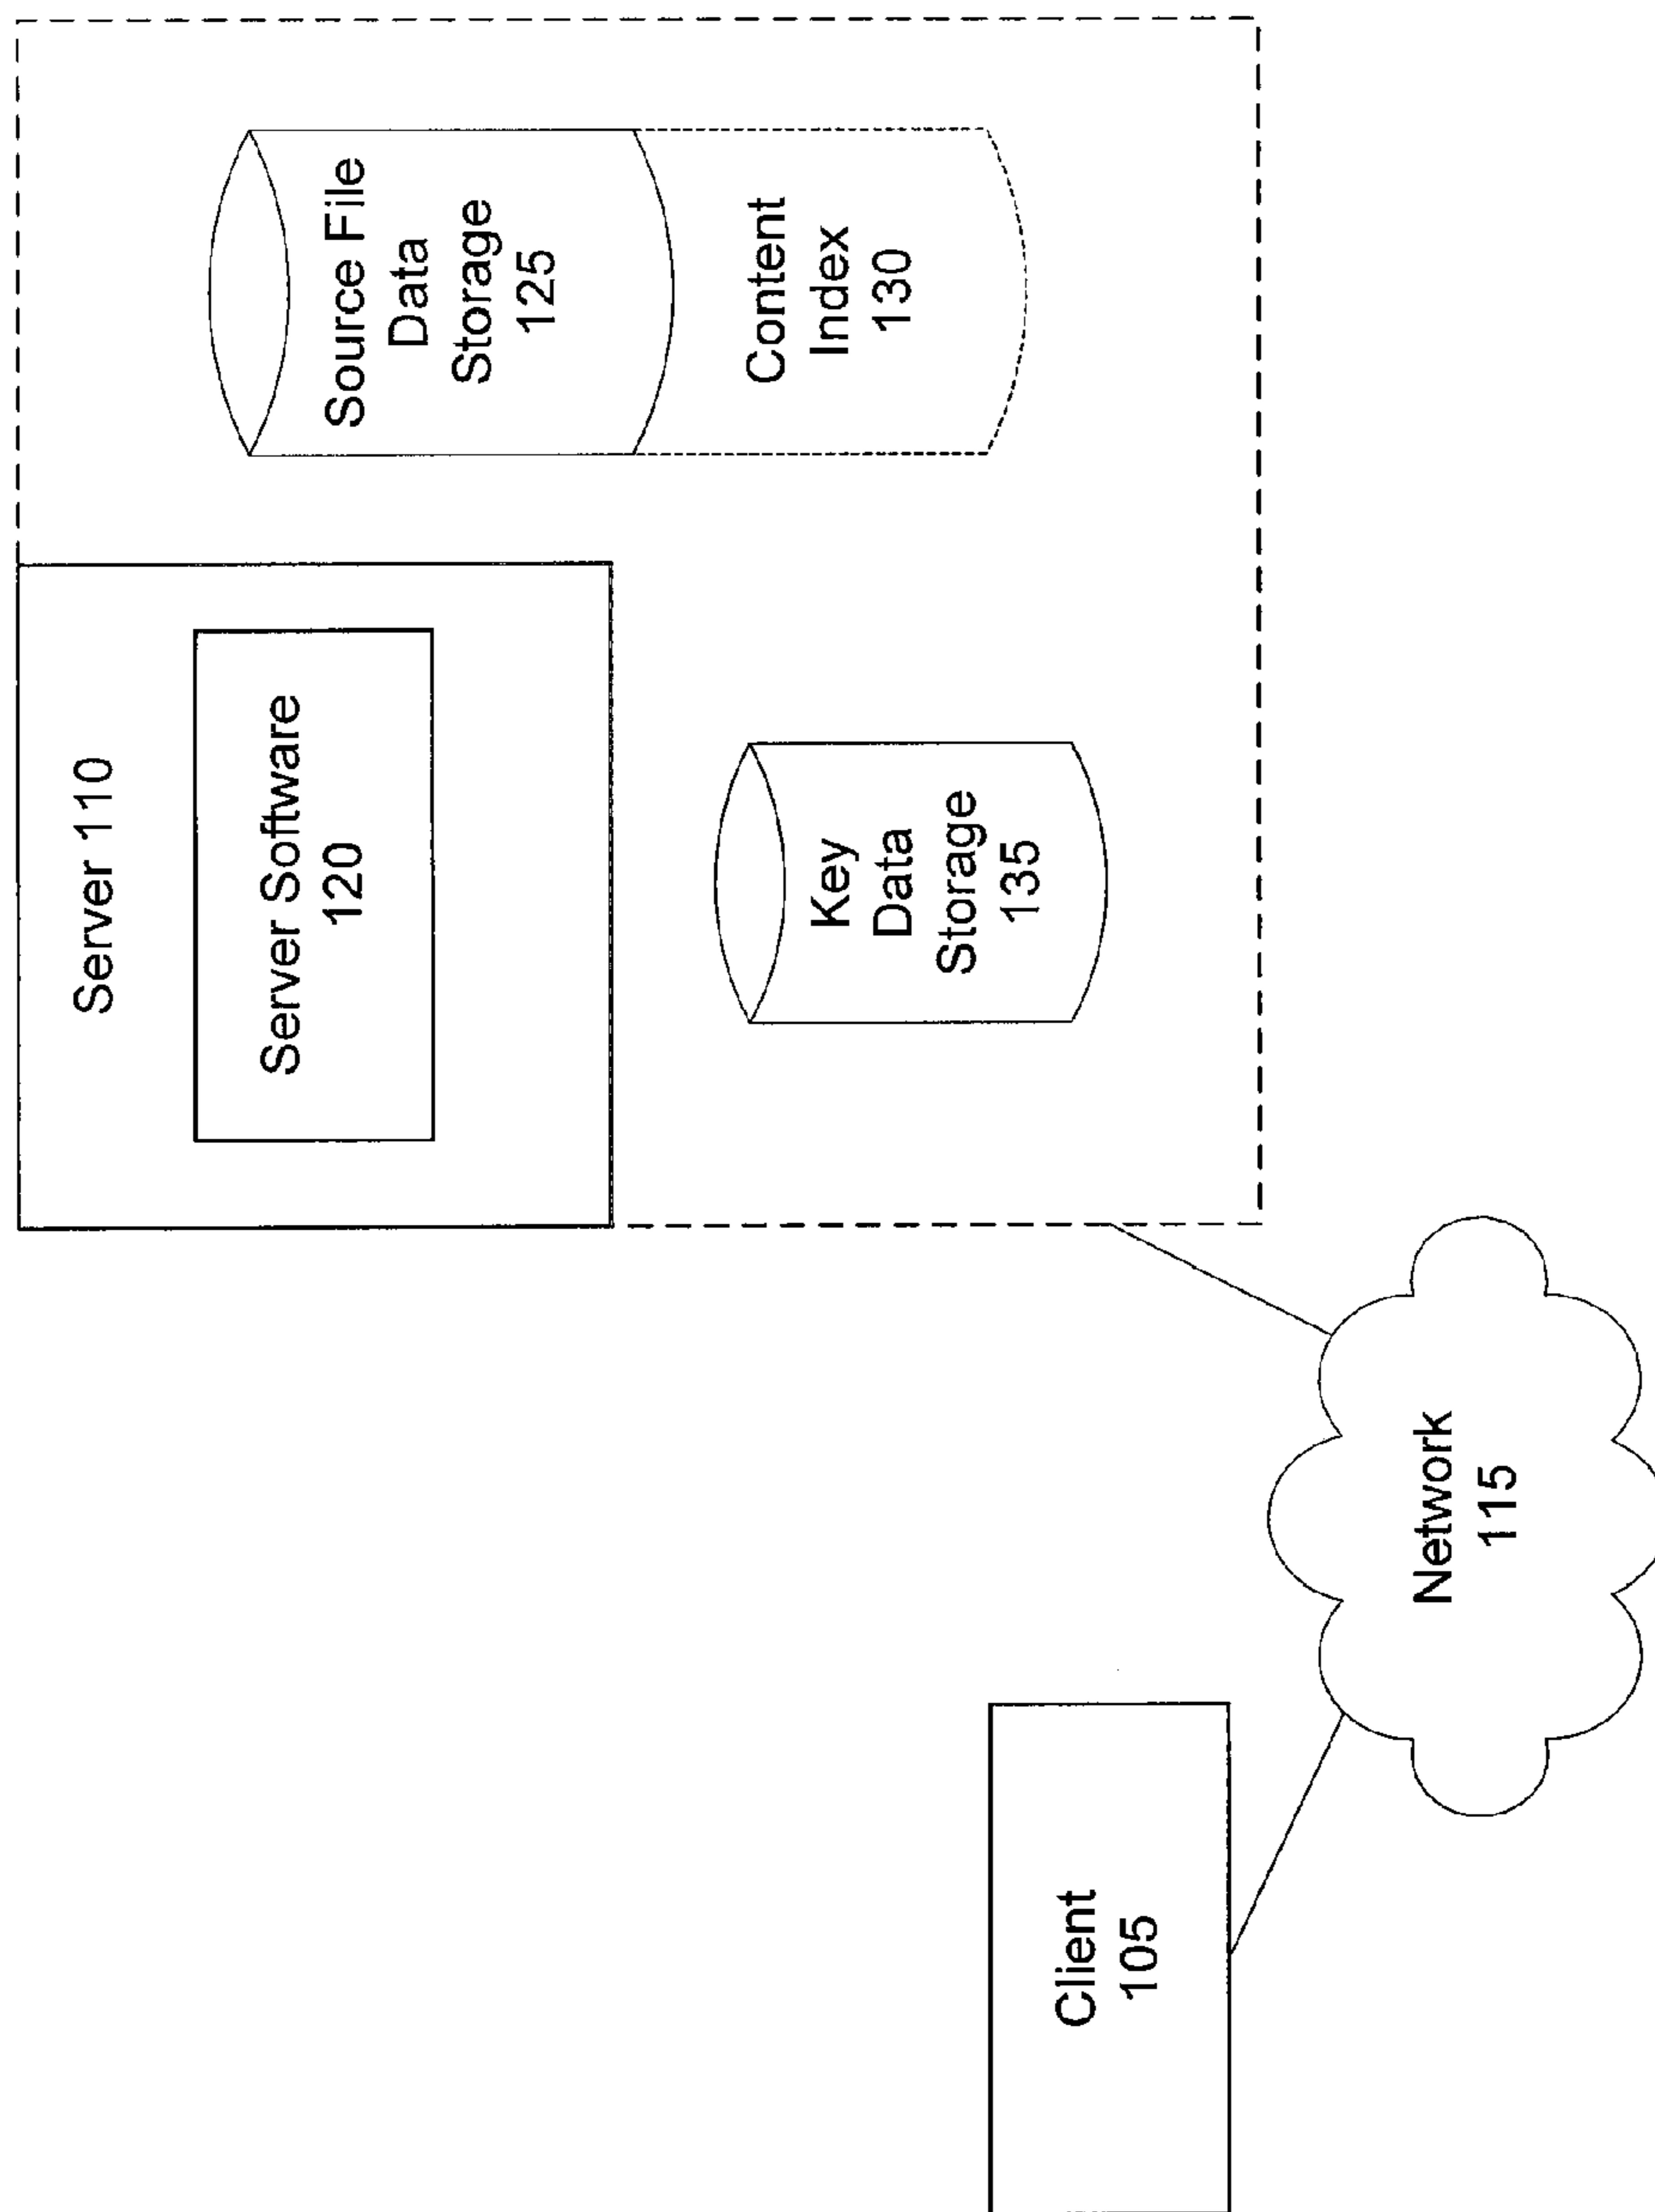 Server 110
Server Software
120
Source File
Data
Storage
125
Content
Index
130
Key
Data
Storage
135
Client
105
Network
115